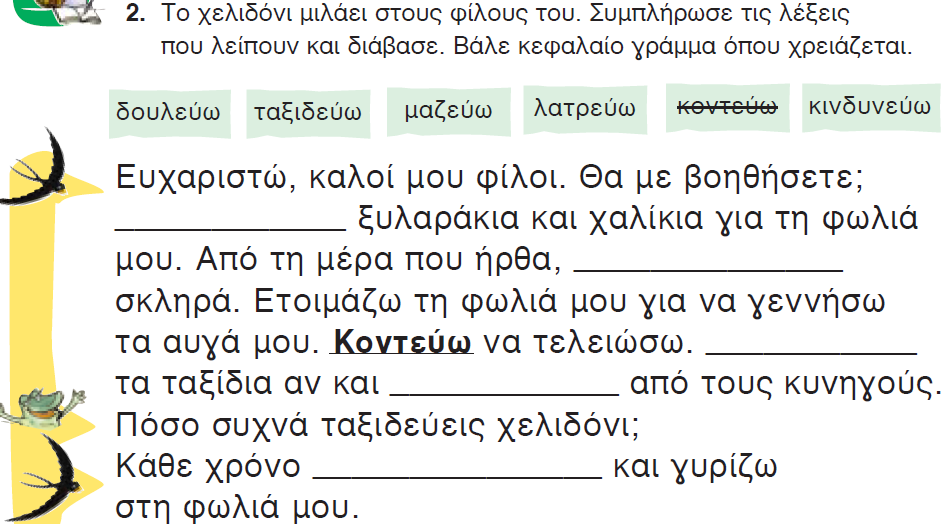 2. Το χελιδόνι μιλάει στους φίλους του. Συμπλήρωσε τις λέξεις
που λείπουν και διάβασε. Βάλε κεφαλαίο γράμμα όπου χρειάζεται.
δουλεύω ταξιδεύω μαζεύω λατρεύω κοντεύω κινδυνεύω
Ευχαριστώ, καλοί μου φίλοι. Θα με βοηθήσετε;
______________ ξυλαράκια και χαλίκια για τη φωλιά
μου. Από τη μέρα που ήρθα, ________________
σκληρά. Ετοιμάζω τη φωλιά μου για να γεννήσω
τα αυγά μου. Κοντεύω να τελειώσω. _____________
τα ταξίδια αν και ______________ από τους κυνηγούς.
Πόσο συχνά ταξιδεύεις χελιδόνι;
Κάθε χρόνο _________________ και γυρίζω
στη φωλιά μου.